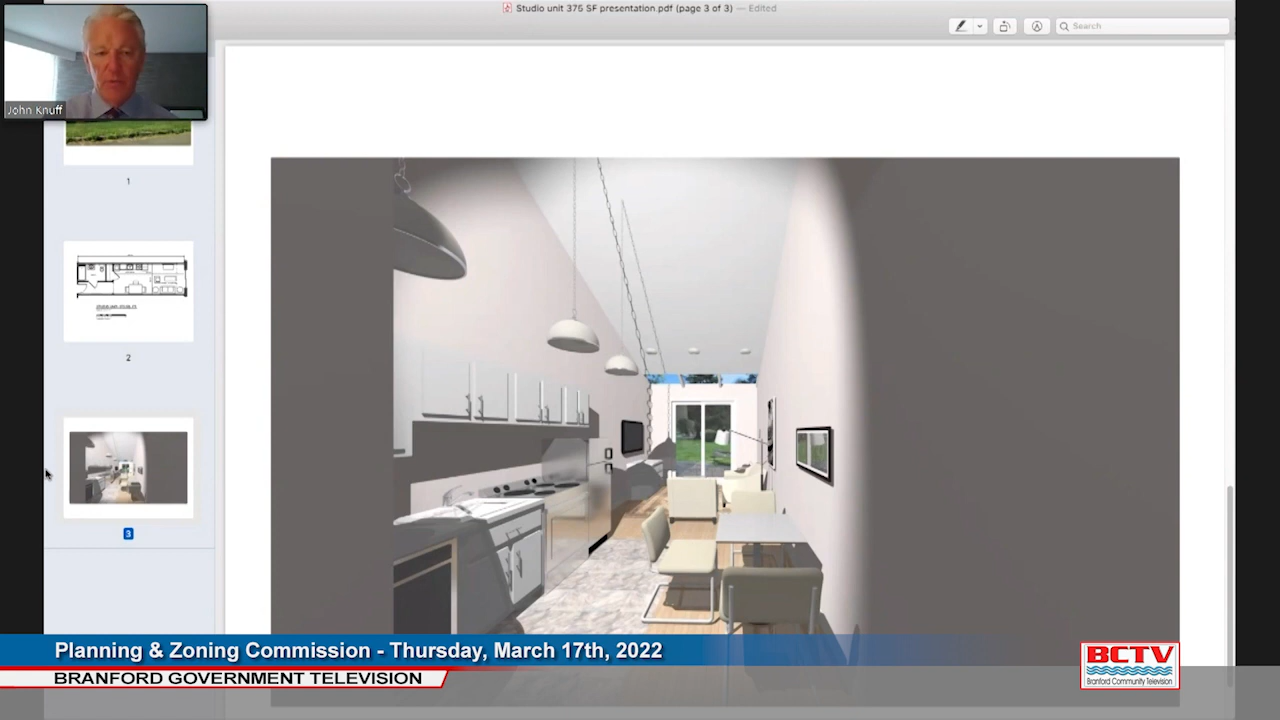 Studio unit 375 SF presentation.pdf (page 3 of 3) — Edited
Search
John Knuff
1
2
3
Planning & Zoning Commission - Thursday, March 17th, 2022
BRANFORD GOVERNMENT TELEVISION
BCTV
Branford Community Television